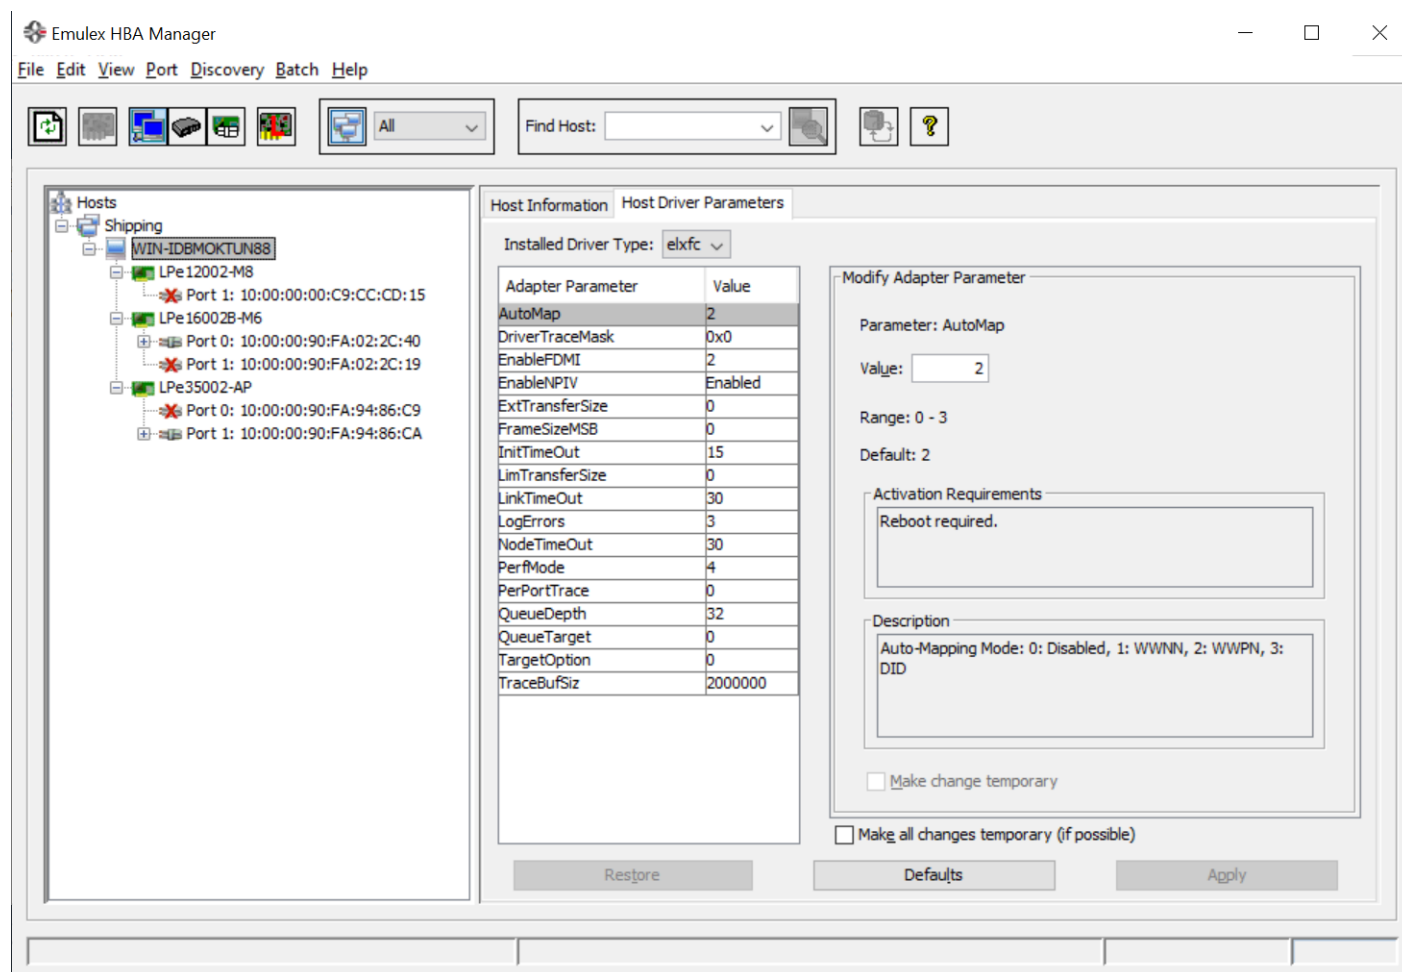 Emulex HBA Manager
File Edit View Port Discovery Batch Help
All
Find Host:
Hosts
Shipping
WIN-IDBMOKTUN88
LPe12002-M8
Port 1: 10:00:00:00:C9:CC:CD:15
LPe16002B-M6
Port 0: 10:00:00:90:FA:02:2C:40
Port 1: 10:00:00:90:FA:02:2C:19
LPe35002-AP
Port 0: 10:00:00:90:FA:94:86:C9
Port 1: 10:00:00:90:FA:94:86:CA
Host Information Host Driver Parameters
Installed Driver Type: elxfc
Adapter Parameter Value
AutoMap 2
DriverTraceMask 0x0
EnableFDMI 2
EnableNPIV Enabled
ExtTransferSize 0
FrameSizeMSB 0
InitTimeOut 15
LimTransferSize 0
LinkTimeOut 30
LogErrors 3
NodeTimeOut 30
PerfMode 4
PerPortTrace 0
QueueDepth 32
QueueTarget 0
TargetOption 0
TraceBufSiz 2000000
Modify Adapter Parameter
Parameter: AutoMap
Value: 2
Range: 0 - 3
Default: 2
Activation Requirements
Reboot required.
Description
Auto-Mapping Mode: 0: Disabled, 1: WWNN, 2: WWPN, 3:
DID
Make change temporary
Make all changes temporary (if possible)
Restore Defaults Apply